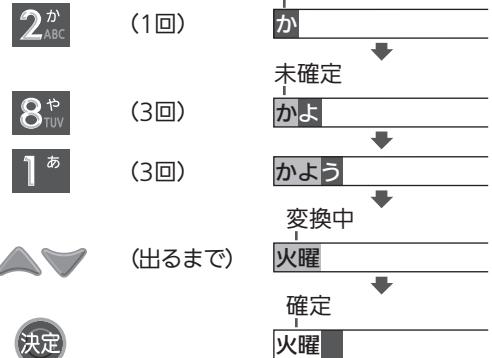 2 か ABC (1回) か
未確定
8 や TUV (3回) かよ
1 あ (3回) かよう
変換中
(出るまで) 火曜
確定
決定 火曜